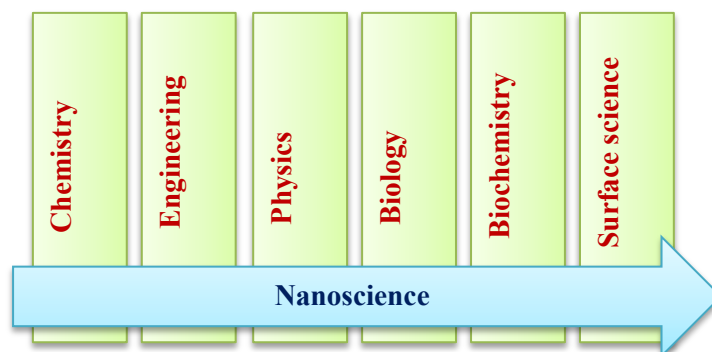 Chemistry
Engineering
Physics
Biology
Biochemistry
Surface science
Nanoscience